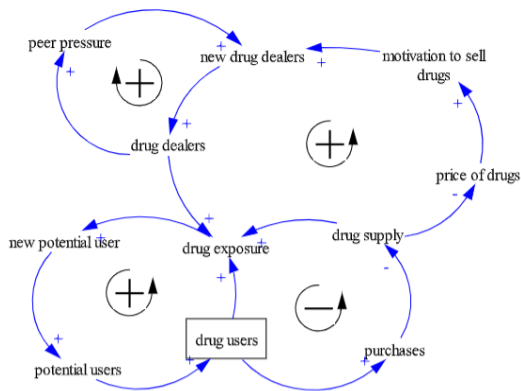 peer pressure
+
+
new drug dealers
+
motivation to sell
drugs
+
+
+
+
drug dealers
price of drugs
-
+
new potential user
+
drug exposure
+
drug supply
+
+
-
-
+
drug users
+
+
purchases
potential users